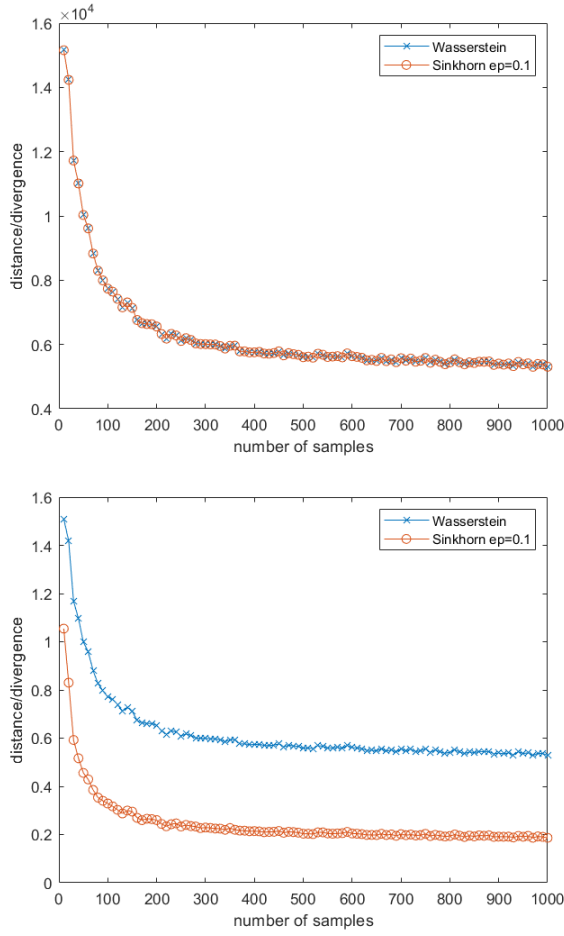 ×10⁴
1.6
1.4
1.2
1
0.8
0.6
0.4
0 100 200 300 400 500 600 700 800 900 1000
distance/divergence
number of samples
Wasserstein
Sinkhorn ep=0.1
1.6
1.4
1.2
1
0.8
0.6
0.4
0.2
0
0 100 200 300 400 500 600 700 800 900 1000
distance/divergence
number of samples
Wasserstein
Sinkhorn ep=0.1